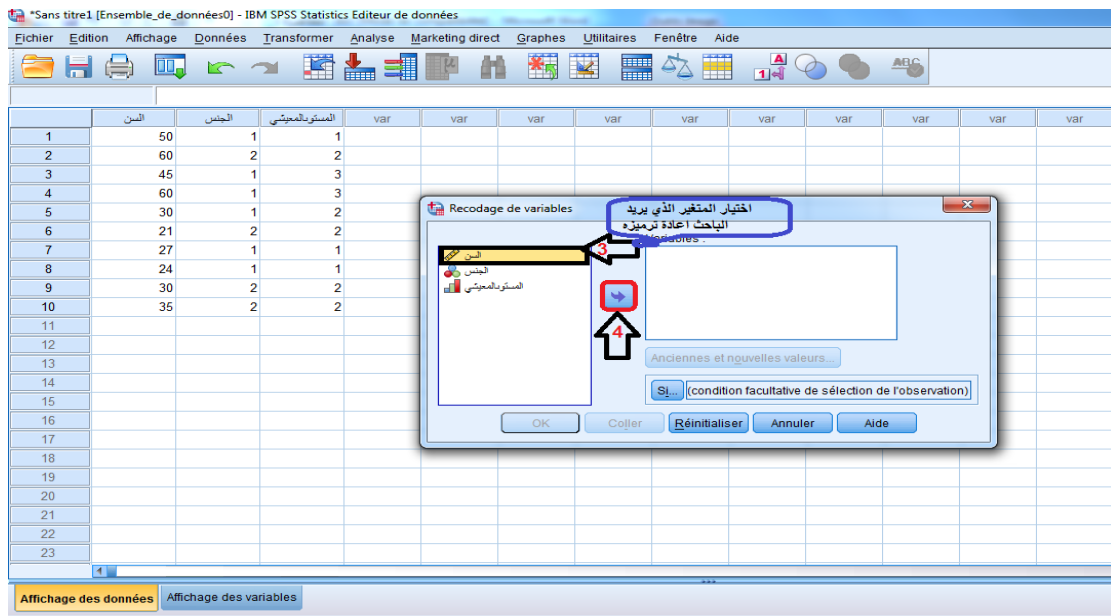 *Sans titre1 [Ensemble_de_données0] - IBM SPSS Statistics Editeur de données
Fichier Edition Affichage Données Transformer Analyse Marketing direct Graphes Utilitaires Fenêtre Aide
السن الجنس المستوىالمعيشي var var var var var var var var var var
1 50 1 1
2 60 2 2
3 45 1 3
4 60 1 3
5 30 1 2
6 21 2 2
7 27 1 1
8 24 1 1
9 30 2 2
10 35 2 2
11
12
13
14
15
16
17
18
19
20
21
22
23
Recodage de variables
اختيار المتغير الذي يريد
الباحث اعادة ترميزه
Variables :
السن
الجنس
المستوىالمعيشي
3
4
Anciennes et nouvelles valeurs...
Si... (condition facultative de sélection de l'observation)
OK Coller Réinitialiser Annuler Aide
Affichage des données Affichage des variables